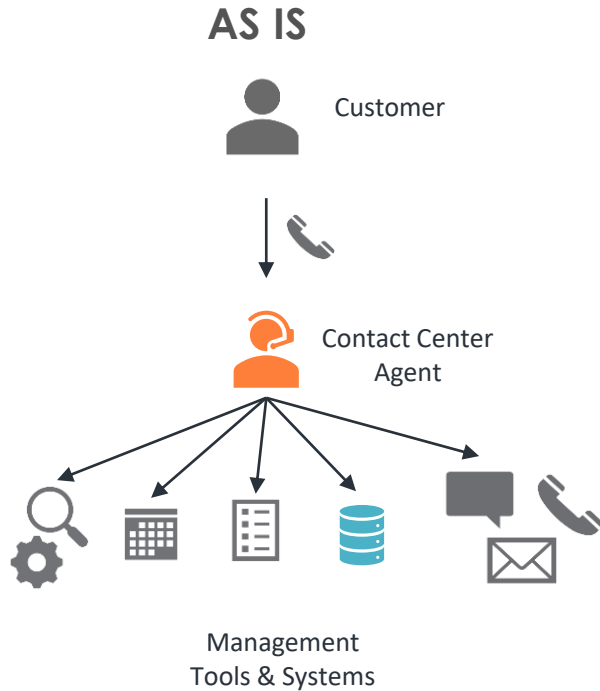 AS IS
Customer
Contact Center
Agent
Management
Tools & Systems